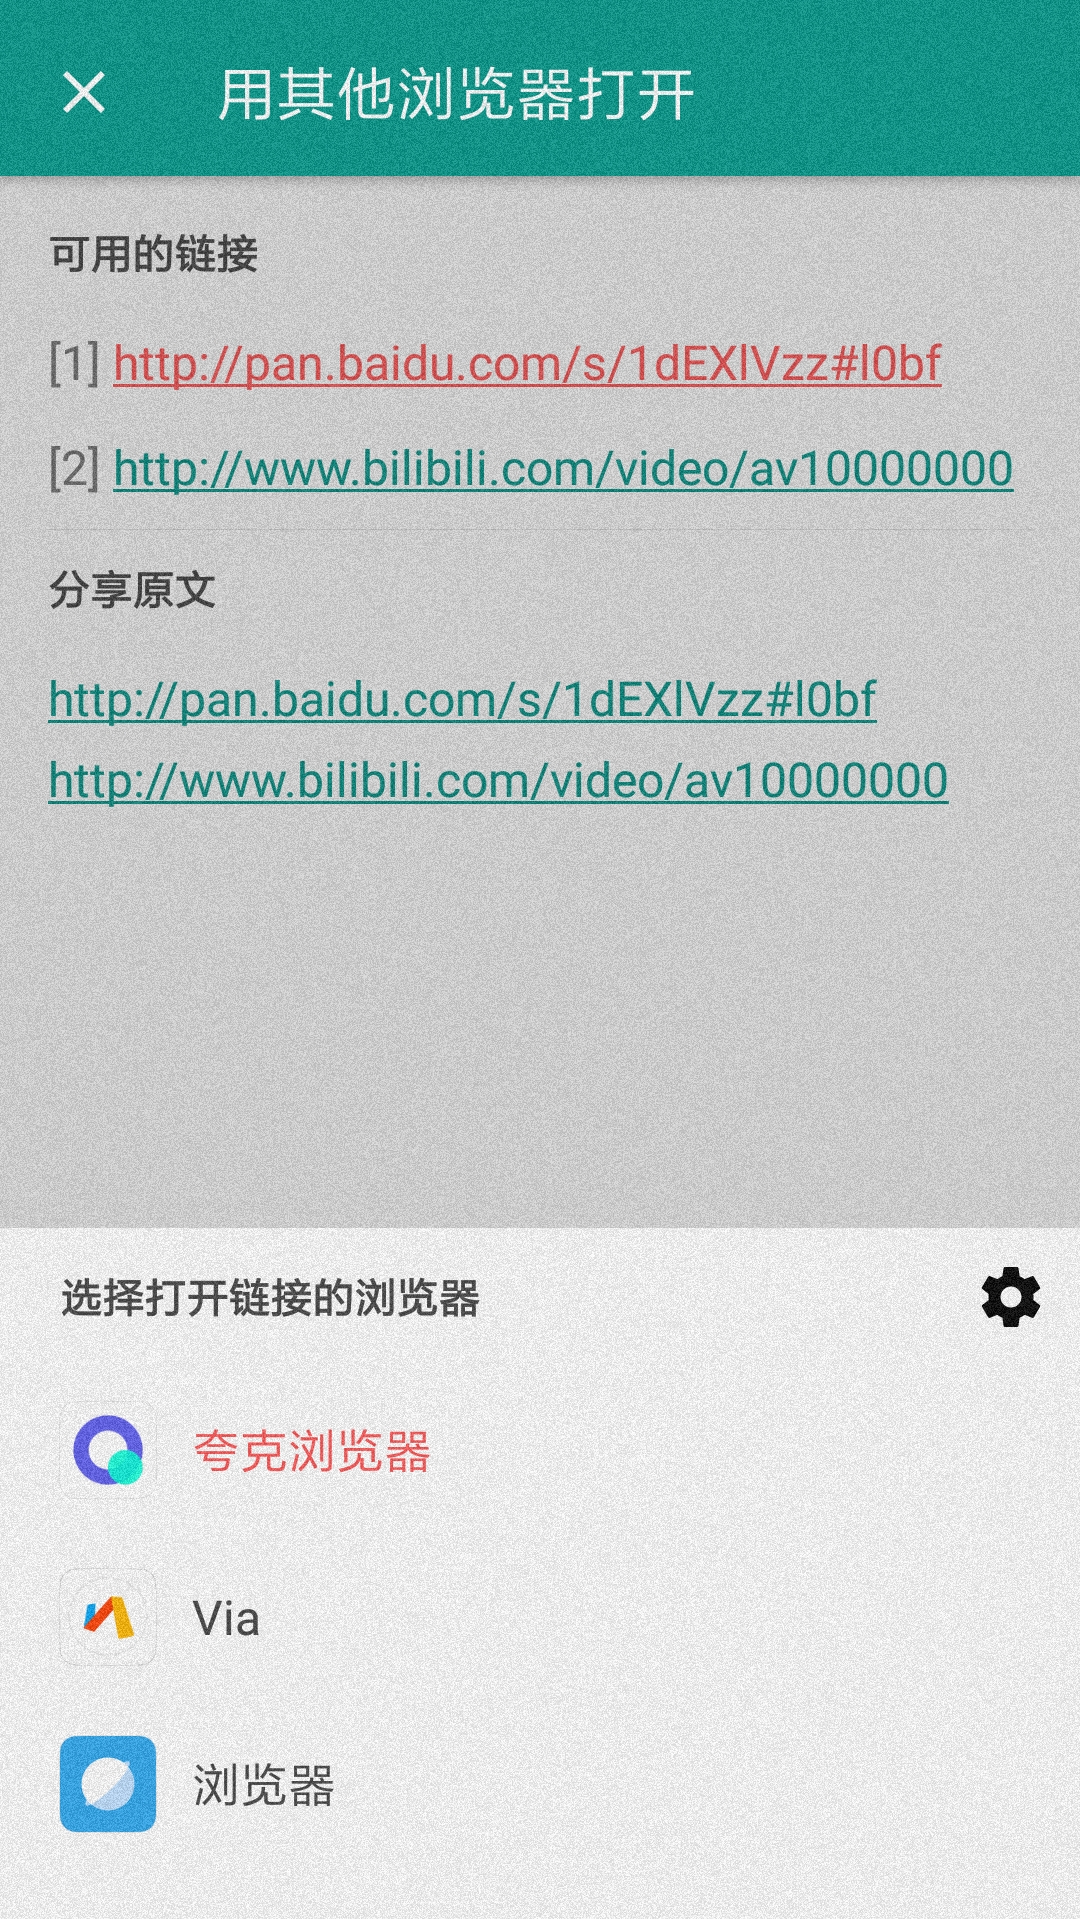 用其他浏览器打开
可用的链接
[1] http://pan.baidu.com/s/1dEXlVzz#l0bf
[2] http://www.bilibili.com/video/av10000000
分享原文
http://pan.baidu.com/s/1dEXlVzz#l0bf
http://www.bilibili.com/video/av10000000
选择打开链接的浏览器
夸克浏览器
Via
浏览器